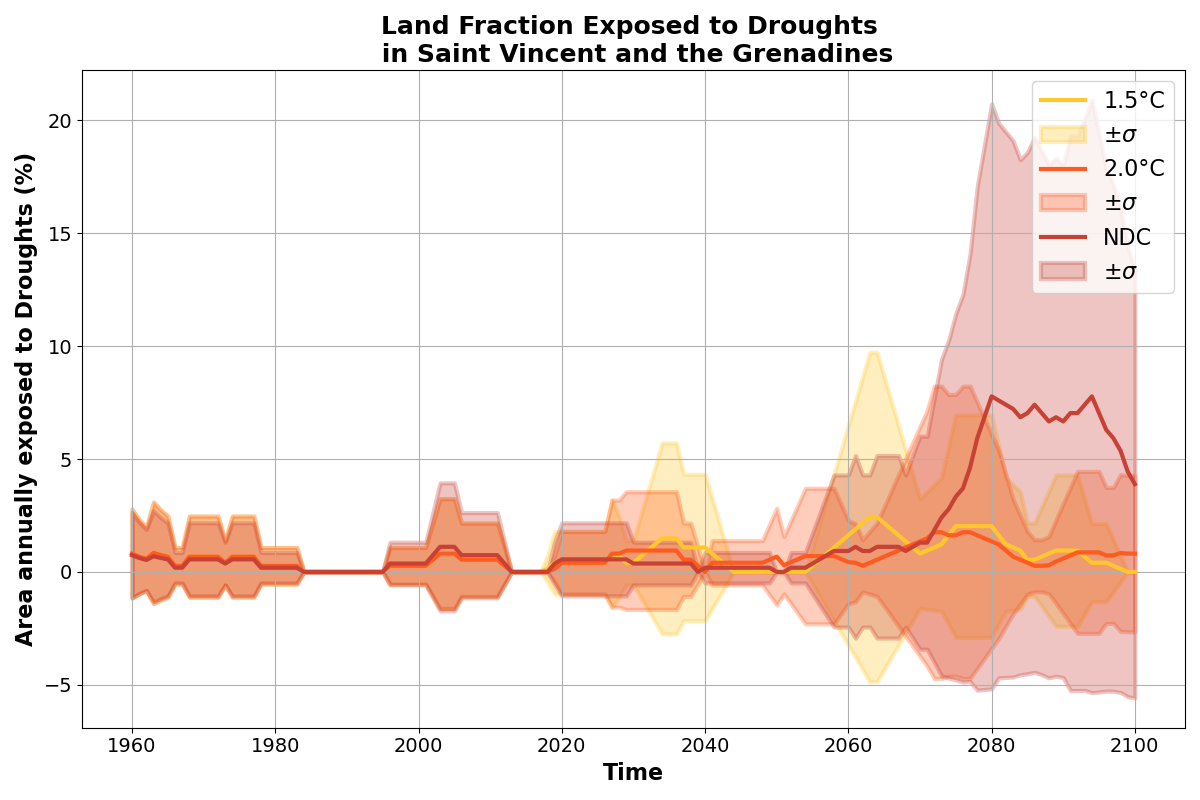 Land Fraction Exposed to Droughts
in Saint Vincent and the Grenadines
Area annually exposed to Droughts (%)
20
15
10
5
0
−5
1960
1980
2000
2020
2040
2060
2080
2100
Time
1.5°C
±σ
2.0°C
±σ
NDC
±σ